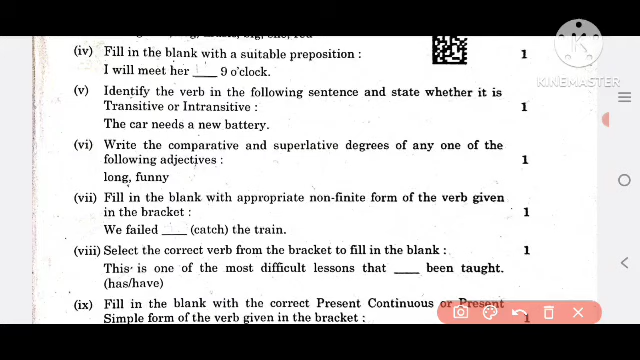 (iv) Fill in the blank with a suitable preposition : 1
I will meet her ___ 9 o'clock.
(v) Identify the verb in the following sentence and state whether it is
Transitive or Intransitive : 1
The car needs a new battery.
(vi) Write the comparative and superlative degrees of any one of the
following adjectives : 1
long, funny
(vii) Fill in the blank with appropriate non-finite form of the verb given
in the bracket : 1
We failed ___ (catch) the train.
(viii) Select the correct verb from the bracket to fill in the blank : 1
This is one of the most difficult lessons that ___ been taught.
(has/have)
(ix) Fill in the blank with the correct Present Continuous or Present
Simple form of the verb given in the bracket : 1
KINEMASTER